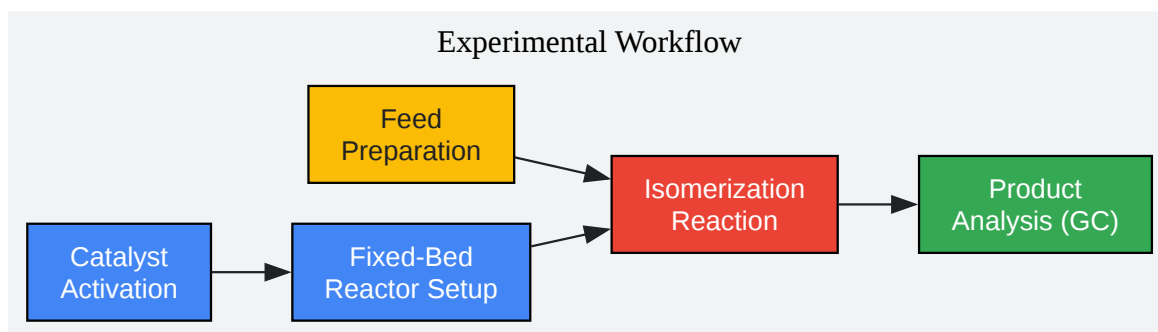 Experimental Workflow
Feed
Preparation
Isomerization
Reaction
Product
Analysis (GC)
Catalyst
Activation
Fixed-Bed
Reactor Setup